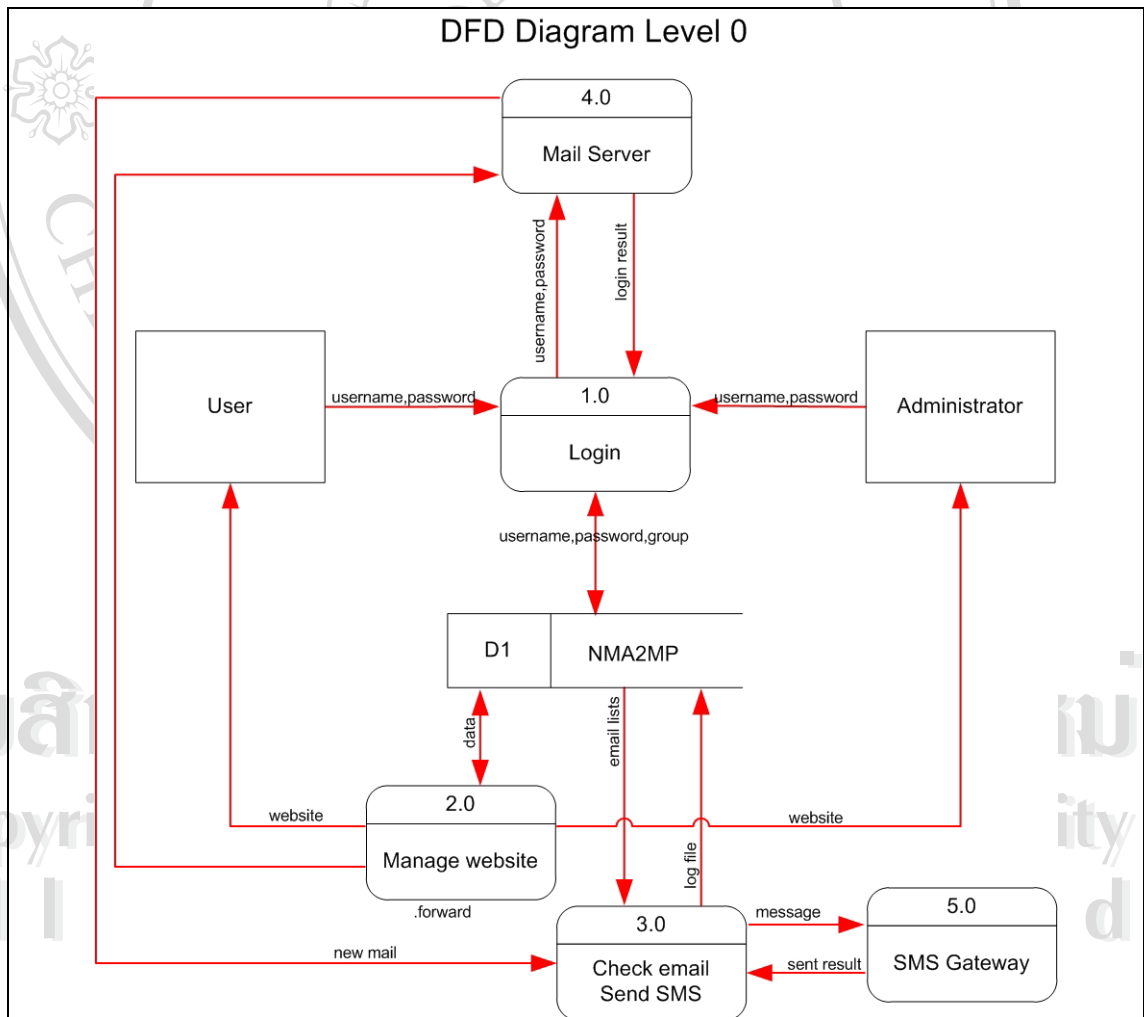 DFD Diagram Level 0
4.0
Mail Server
username,password
login result
User
username,password
1.0
Login
username,password
Administrator
username,password,group
D1
NMA2MP
data
email lists
2.0
Manage website
website
website
log file
.forward
3.0
Check email
Send SMS
new mail
message
sent result
5.0
SMS Gateway